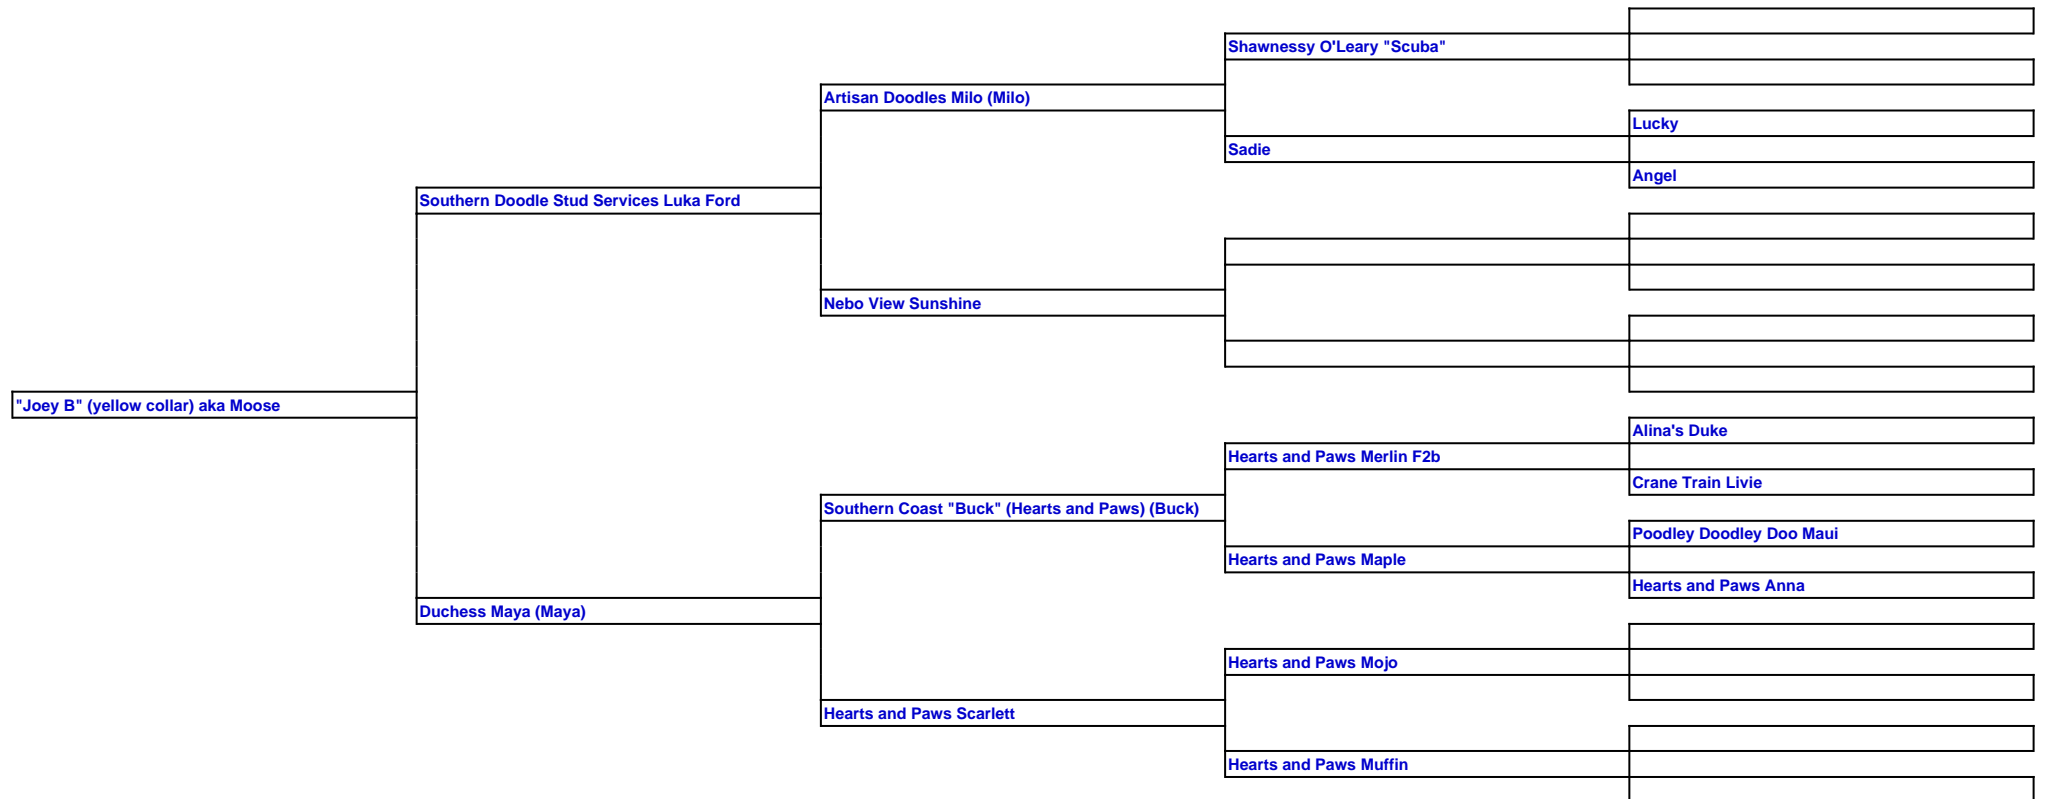 Shawnessy O'Leary "Scuba"
Artisan Doodles Milo (Milo)
Lucky
Sadie
Angel
Southern Doodle Stud Services Luka Ford
Nebo View Sunshine
"Joey B" (yellow collar) aka Moose
Alina's Duke
Hearts and Paws Merlin F2b
Crane Train Livie
Southern Coast "Buck" (Hearts and Paws) (Buck)
Poodley Doodley Doo Maui
Hearts and Paws Maple
Hearts and Paws Anna
Duchess Maya (Maya)
Hearts and Paws Mojo
Hearts and Paws Scarlett
Hearts and Paws Muffin